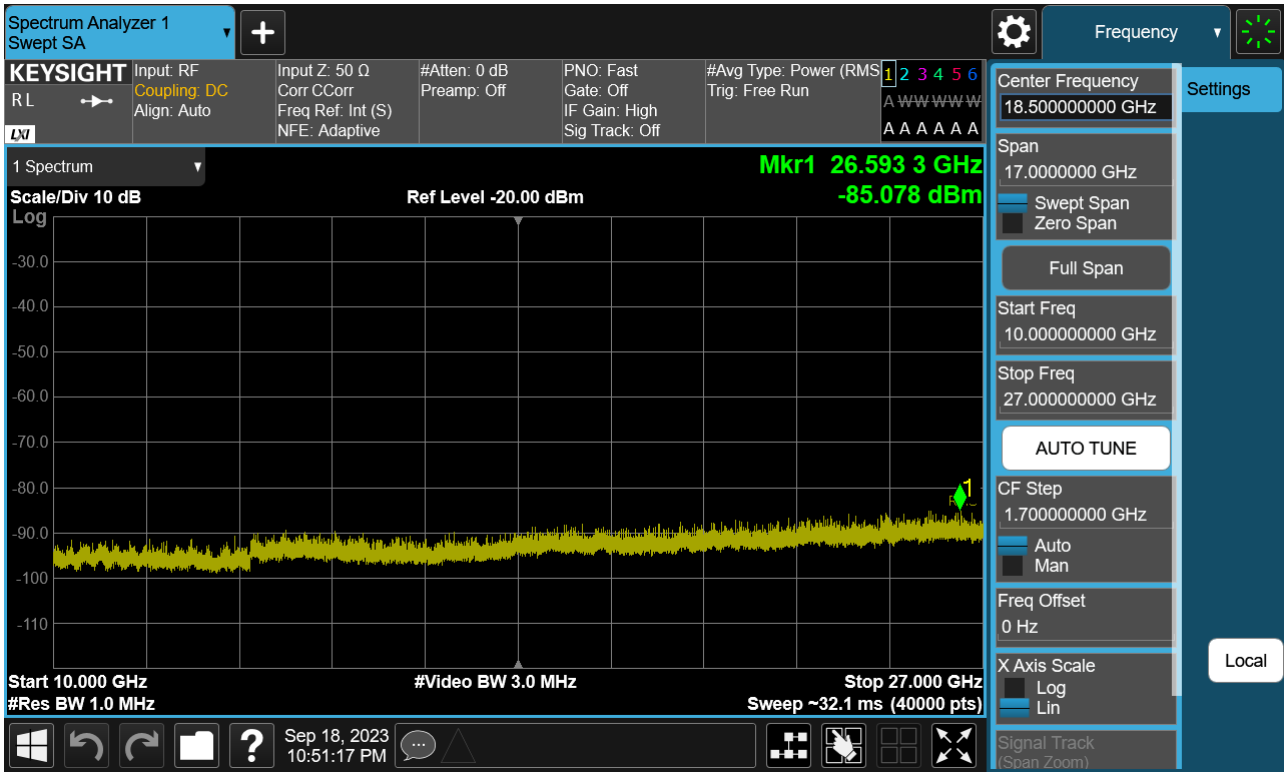 Spectrum Analyzer 1
Swept SA
+
Frequency
KEYSIGHT
R L
LXI
Input: RF
Coupling: DC
Align: Auto
Input Z: 50 Ω
Corr CCorr
Freq Ref: Int (S)
NFE: Adaptive
#Atten: 0 dB
Preamp: Off
PNO: Fast
Gate: Off
IF Gain: High
Sig Track: Off
#Avg Type: Power (RMS
Trig: Free Run
1 2 3 4 5 6
A W W W W W
A A A A A A
1 Spectrum
Mkr1 26.593 3 GHz
-85.078 dBm
Scale/Div 10 dB
Ref Level -20.00 dBm
Log
-30.0
-40.0
-50.0
-60.0
-70.0
-80.0
-90.0
-100
-110
1
Start 10.000 GHz
#Video BW 3.0 MHz
Stop 27.000 GHz
#Res BW 1.0 MHz
Sweep ~32.1 ms (40000 pts)
Center Frequency
18.500000000 GHz
Span
17.0000000 GHz
Swept Span
Zero Span
Full Span
Start Freq
10.000000000 GHz
Stop Freq
27.000000000 GHz
AUTO TUNE
CF Step
1.700000000 GHz
Auto
Man
Freq Offset
0 Hz
X Axis Scale
Log
Lin
Signal Track
(Span Zoom)
Settings
Local
?
Sep 18, 2023
10:51:17 PM